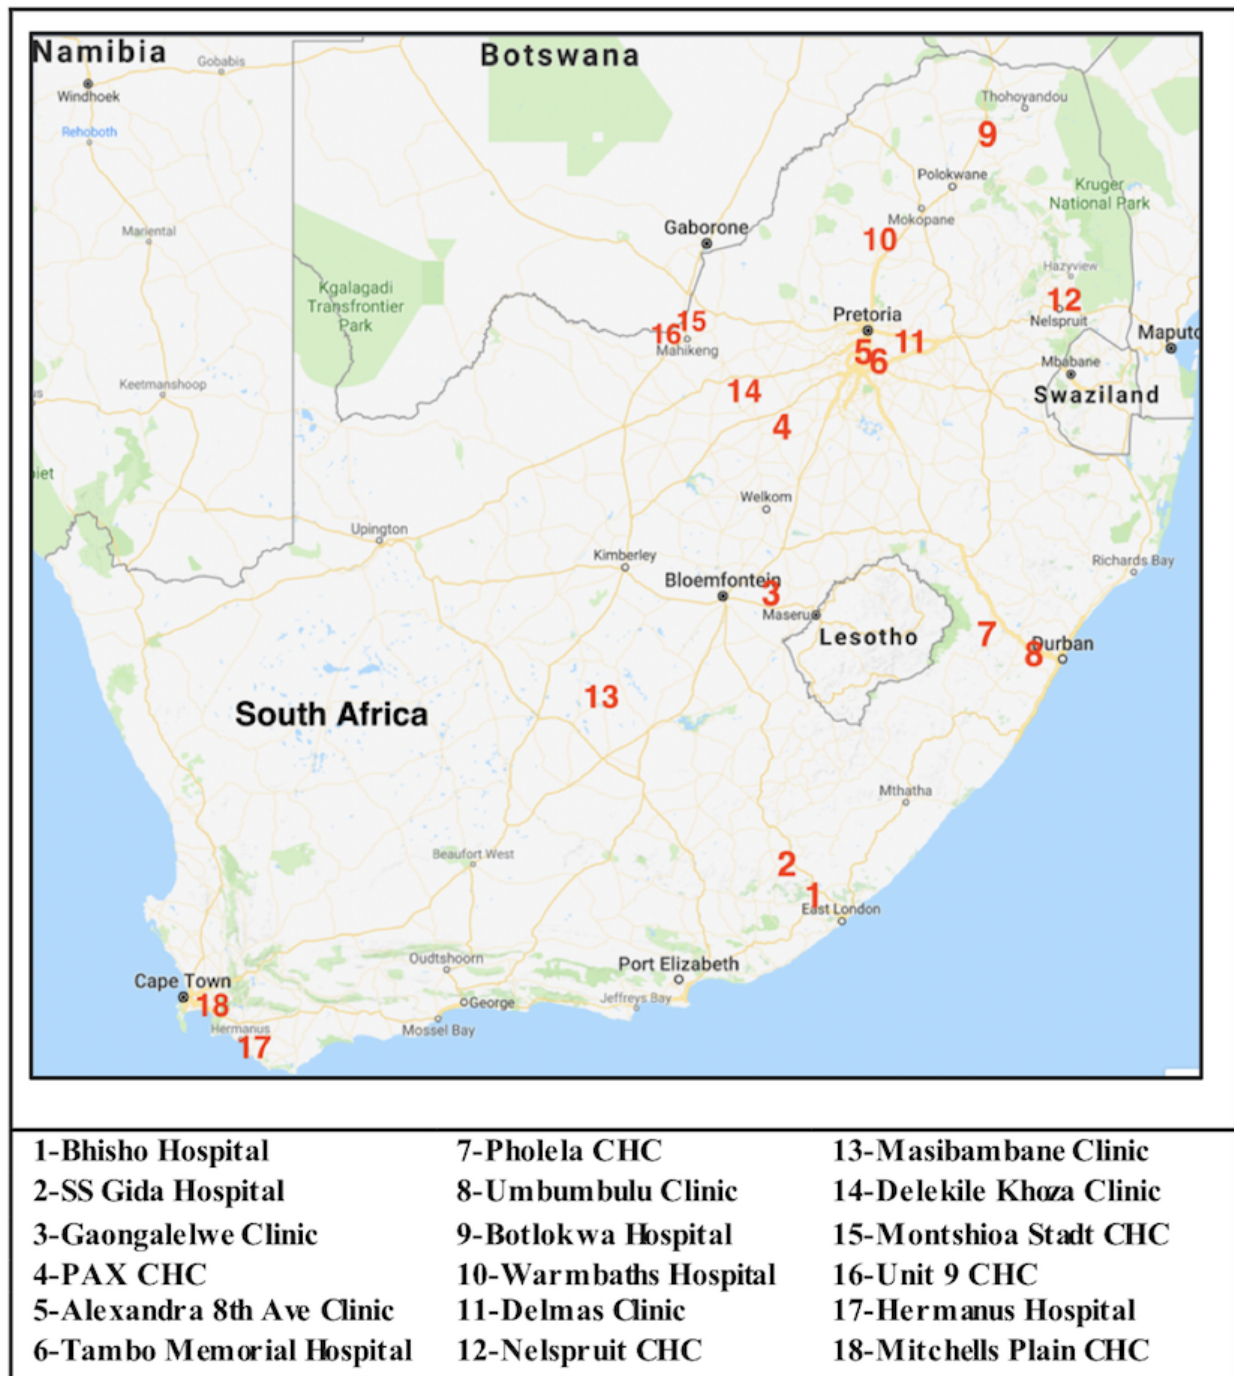 Namibia
Botswana
Gobabis
Windhoek
Thohoyandou
Rehoboth
9
Polokwane
Kruger
National Park
Mokopane
Gaborone
Mariental
10
Hazyview
Kgalagadi
Transfrontier
Park
12
Pretoria
15
Nelspruit
16
11
Maputo
Mahikeng
5
6
Mbabane
Keetmanshoop
14
Swaziland
us
4
iet
Welkom
Upington
Kimberley
Richards Bay
Bloemfontein
3
Maseru
7
Lesotho
Durban
8
13
South Africa
Mthatha
Beaufort West
2
1
East London
Oudtshoorn
Port Elizabeth
Cape Town
18
George
Jeffreys Bay
Hermanus
Mossel Bay
17
1-Bhisho Hospital
2-SS Gida Hospital
3-Gaongalelwe Clinic
4-PAX CHC
5-Alexandra 8th Ave Clinic
6-Tambo Memorial Hospital
7-Pholela CHC
8-Umbumbulu Clinic
9-Botlokwa Hospital
10-Warmbaths Hospital
11-Delmas Clinic
12-Nelspruit CHC
13-Masibambane Clinic
14-Delekile Khoza Clinic
15-Montshioa Stadt CHC
16-Unit 9 CHC
17-Hermanus Hospital
18-Mitchells Plain CHC